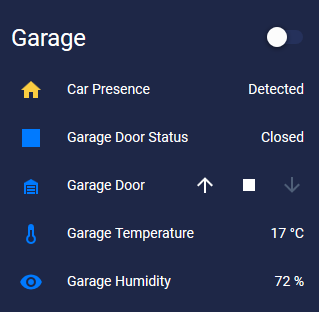 Garage
Car Presence Detected
Garage Door Status Closed
Garage Door
Garage Temperature 17 °C
Garage Humidity 72 %